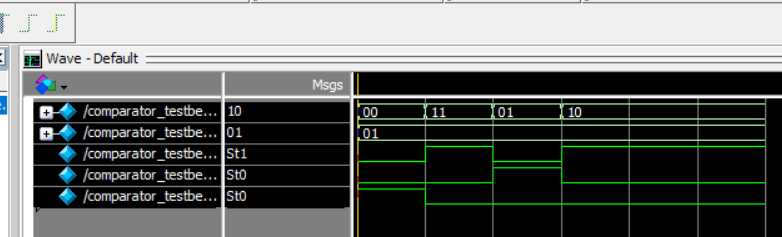 Wave - Default
Msgs
/comparator_testbe... 10 00 11 01 10
/comparator_testbe... 01 01
/comparator_testbe... St1
/comparator_testbe... St0
/comparator_testbe... St0